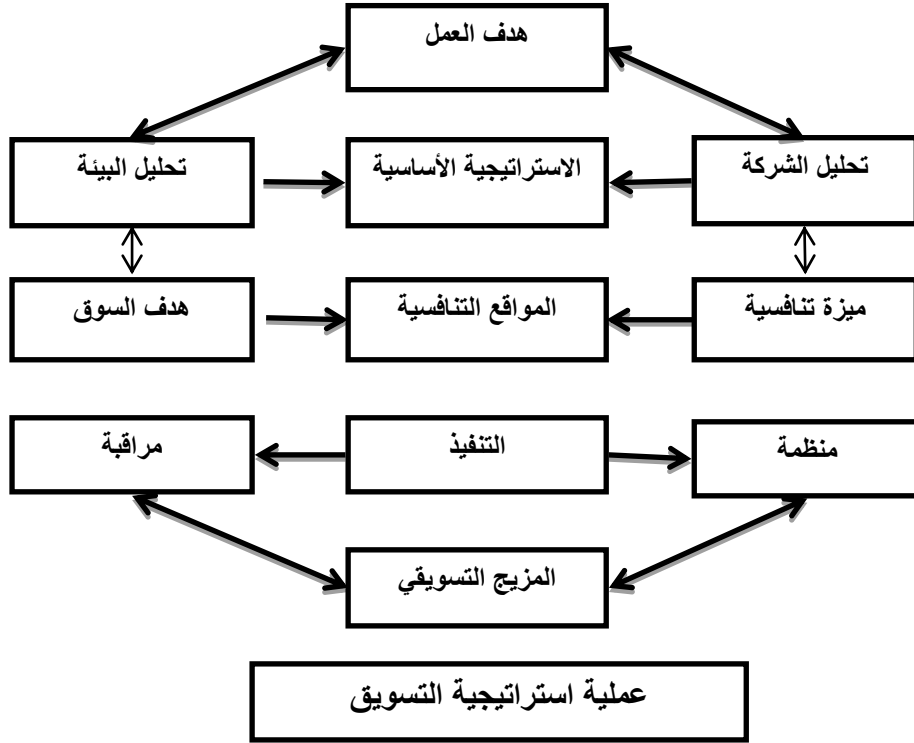 هدف العمل
تحليل الشركة
الاستراتيجية الأساسية
تحليل البيئة
ميزة تنافسية
المواقع التنافسية
هدف السوق
منظمة
التنفيذ
مراقبة
المزيج التسويقي
عملية استراتيجية التسويق